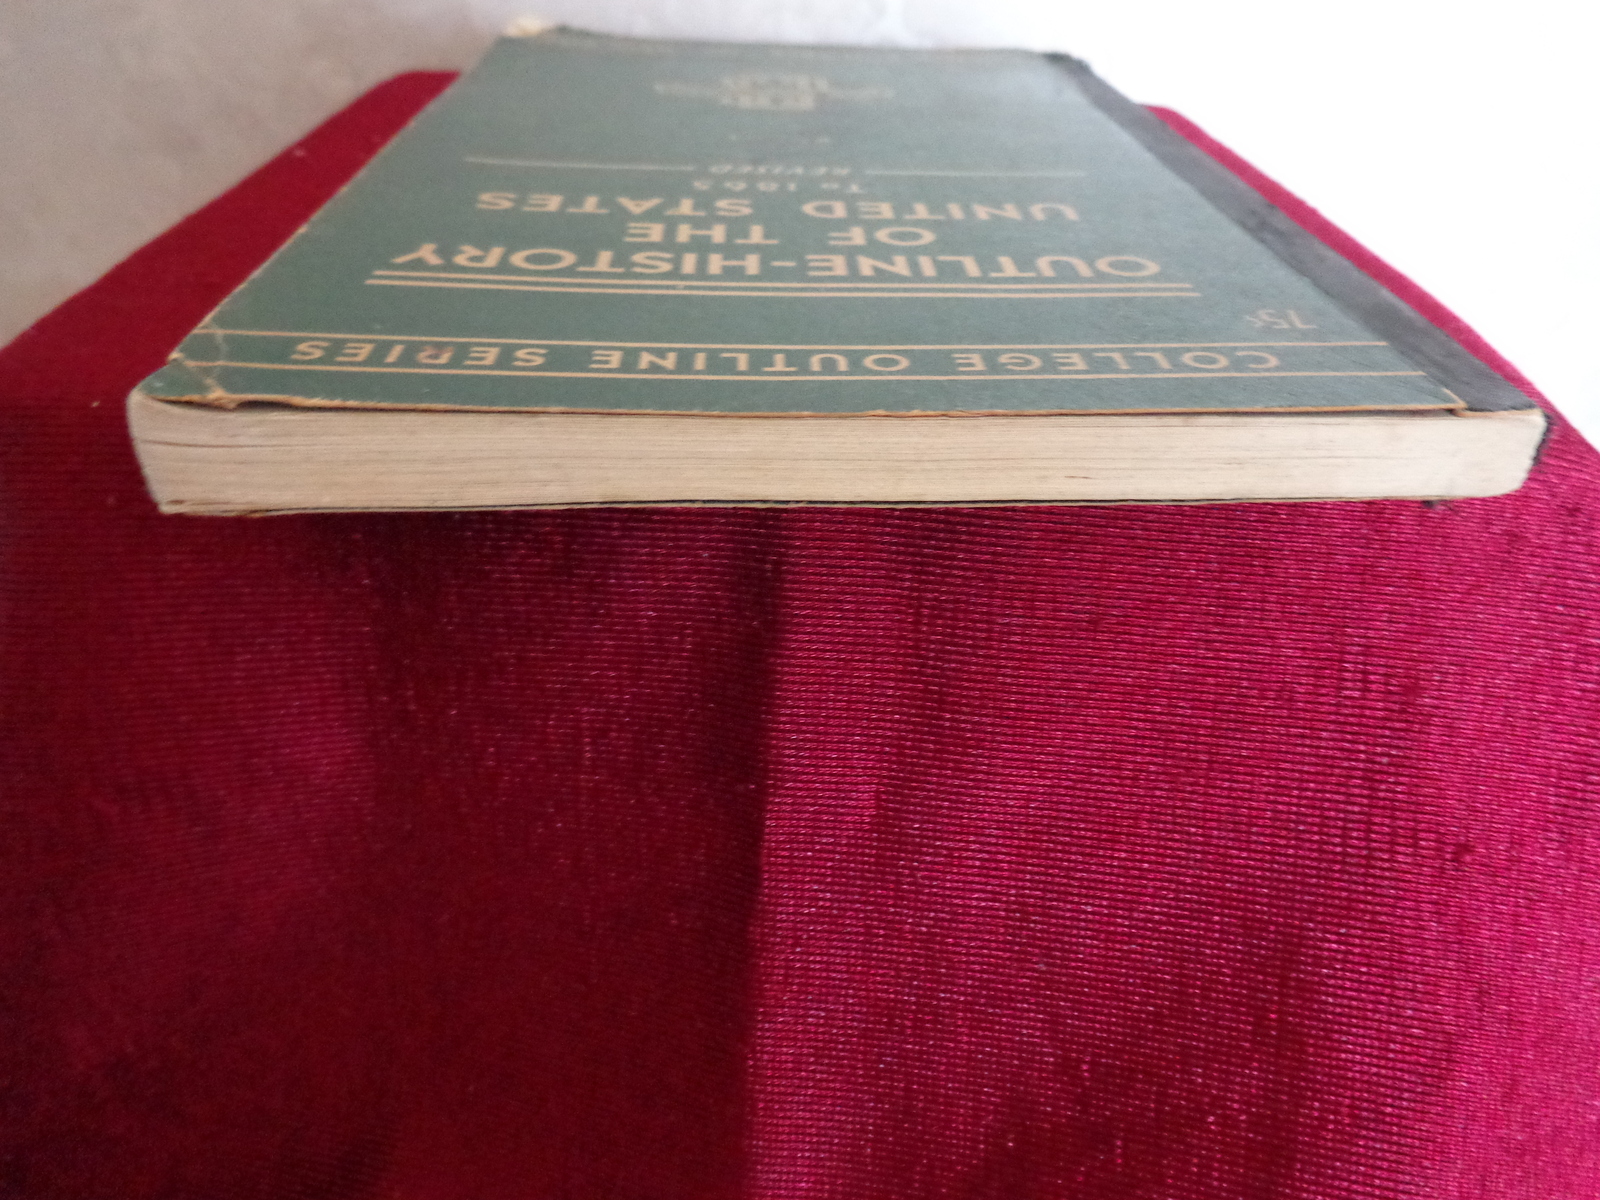 COLLEGE OUTLINE SERIES
75¢
OUTLINE-HISTORY
OF THE
UNITED STATES
To 1865
REVISED